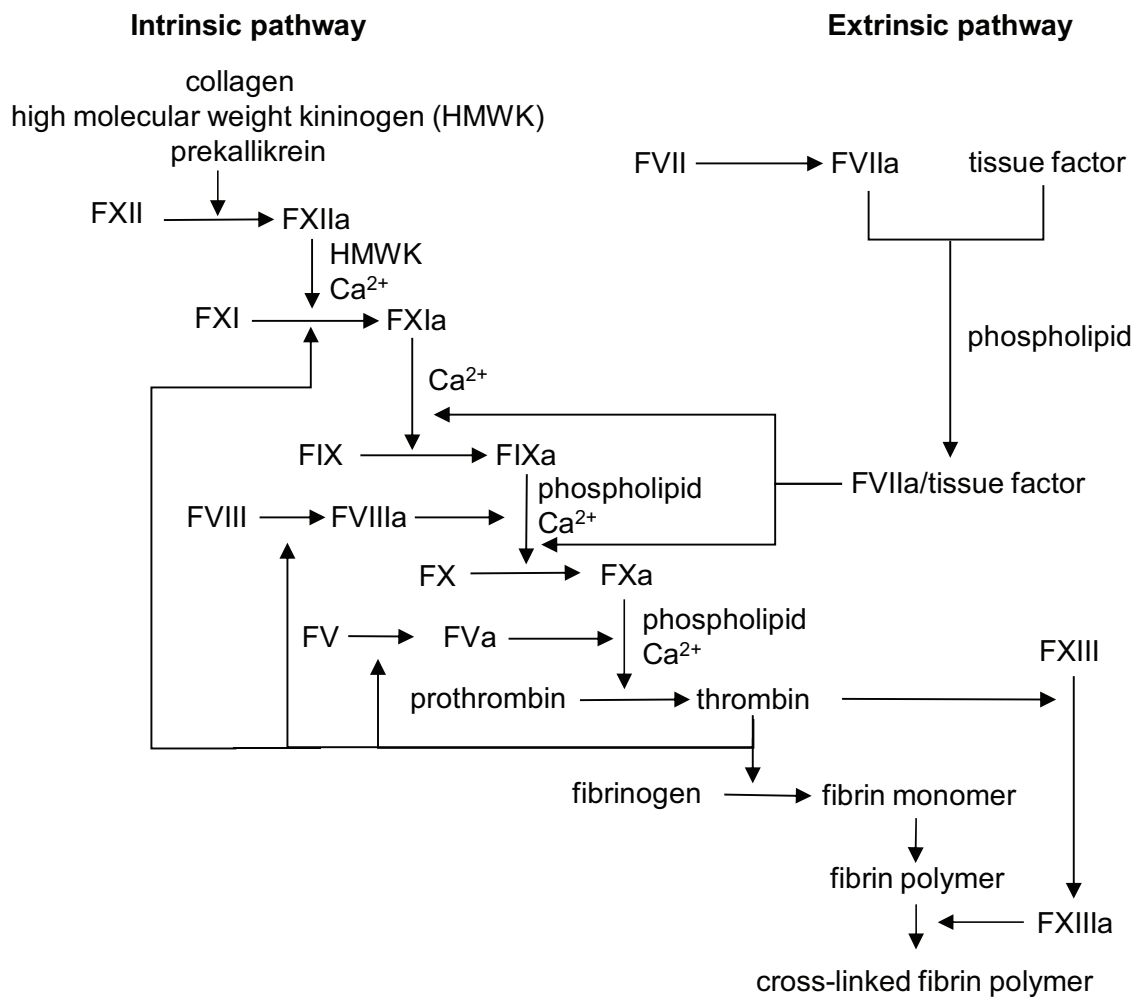 Intrinsic pathway
Extrinsic pathway
collagen
high molecular weight kininogen (HMWK)
prekallikrein
FVII
FVIIa
tissue factor
FXII
FXIIa
HMWK
Ca2+
FXI
FXIa
phospholipid
Ca2+
FIX
FIXa
FVIIa/tissue factor
phospholipid
Ca2+
FVIII
FVIIIa
FX
FXa
phospholipid
Ca2+
FV
FVa
FXIII
prothrombin
thrombin
fibrinogen
fibrin monomer
fibrin polymer
FXIIIa
cross-linked fibrin polymer